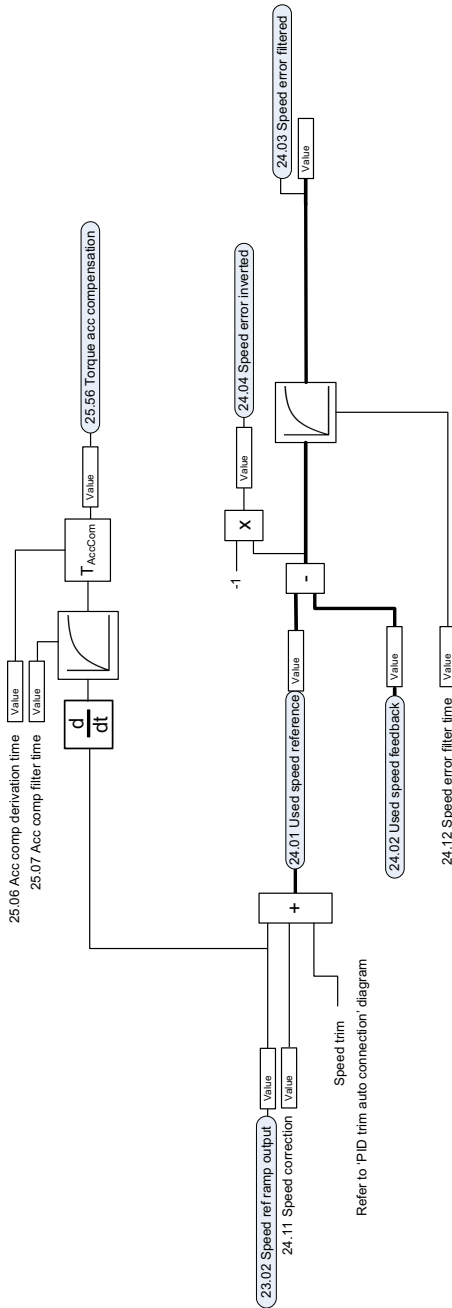 25.06 Acc comp derivation time
Value
25.07 Acc comp filter time
Value
d
dt
TAccCom
Value
25.56 Torque acc compensation
23.02 Speed ref ramp output
Value
24.11 Speed correction
Value
Speed trim
Refer to 'PID trim auto connection' diagram
+
24.01 Used speed reference
Value
-1
X
Value
24.04 Speed error inverted
-
24.02 Used speed feedback
Value
24.12 Speed error filter time
Value
24.03 Speed error filtered
Value